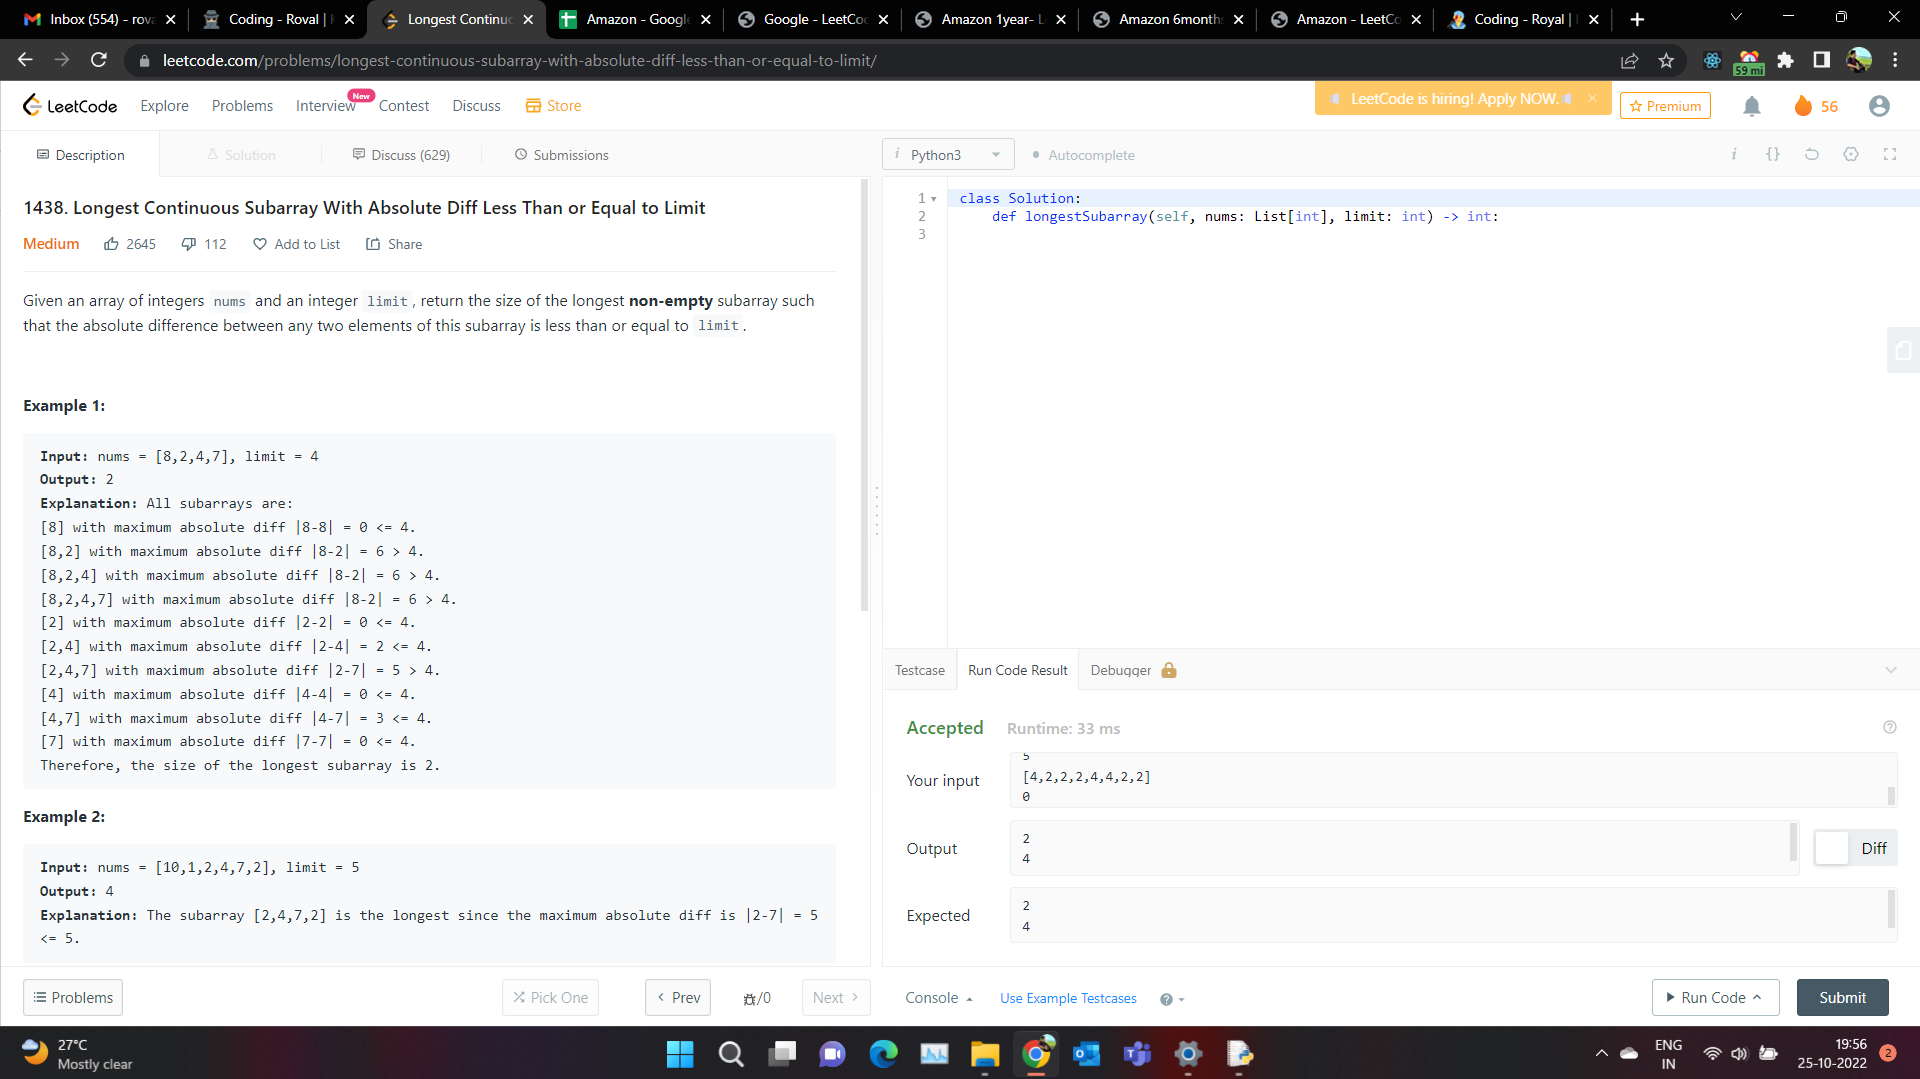 Inbox (554) - rova
Coding - Roval |
Longest Continuo
Amazon - Google
Google - LeetCo
Amazon 1year- L
Amazon 6months
Amazon - LeetCo
Coding - Royal |
leetcode.com/problems/longest-continuous-subarray-with-absolute-diff-less-than-or-equal-to-limit/
59 mi
LeetCode
Explore
Problems
Interview
New
Contest
Discuss
Store
LeetCode is hiring! Apply NOW.
Premium
56
Description
Solution
Discuss (629)
Submissions
i Python3
Autocomplete
i {}
1438. Longest Continuous Subarray With Absolute Diff Less Than or Equal to Limit
Medium 2645 112 Add to List Share
Given an array of integers nums and an integer limit, return the size of the longest non-empty subarray such
that the absolute difference between any two elements of this subarray is less than or equal to limit.
Example 1:
Input: nums = [8,2,4,7], limit = 4
Output: 2
Explanation: All subarrays are:
[8] with maximum absolute diff |8-8| = 0 <= 4.
[8,2] with maximum absolute diff |8-2| = 6 > 4.
[8,2,4] with maximum absolute diff |8-2| = 6 > 4.
[8,2,4,7] with maximum absolute diff |8-2| = 6 > 4.
[2] with maximum absolute diff |2-2| = 0 <= 4.
[2,4] with maximum absolute diff |2-4| = 2 <= 4.
[2,4,7] with maximum absolute diff |2-7| = 5 > 4.
[4] with maximum absolute diff |4-4| = 0 <= 4.
[4,7] with maximum absolute diff |4-7| = 3 <= 4.
[7] with maximum absolute diff |7-7| = 0 <= 4.
Therefore, the size of the longest subarray is 2.
Example 2:
Input: nums = [10,1,2,4,7,2], limit = 5
Output: 4
Explanation: The subarray [2,4,7,2] is the longest since the maximum absolute diff is |2-7| = 5
<= 5.
1 class Solution:
2 def longestSubarray(self, nums: List[int], limit: int) -> int:
3
Testcase
Run Code Result
Debugger
Accepted
Runtime: 33 ms
Your input
5
[4,2,2,2,4,4,2,2]
0
Output
2
4
Diff
Expected
2
4
Problems
Pick One
Prev
/0
Next
Console
Use Example Testcases
Run Code
Submit
27°C
Mostly clear
ENG
IN
19:56
25-10-2022
2